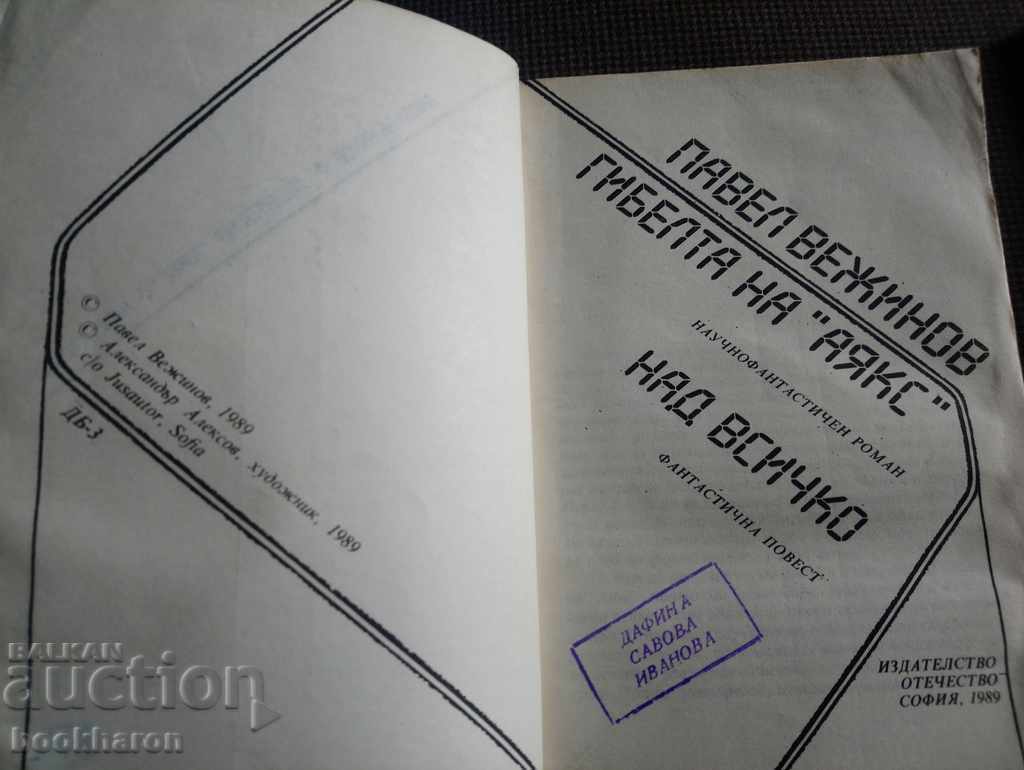 © Павел Вежинов, 1989
© Александър Алексов, художник, 1989
c/o Jusautor, Sofia
ДБ-3
ПАВЕЛ ВЕЖИНОВ
ГИБЕЛТА НА "АЯКС"
НАУЧНОФАНТАСТИЧЕН РОМАН
НАД ВСИЧКО
ФАНТАСТИЧНА ПОВЕСТ
ДАФИНА
САВОВА
ИВАНОВА
ИЗДАТЕЛСТВО
ОТЕЧЕСТВО
СОФИЯ, 1989
BALKAN
auction
bookharon